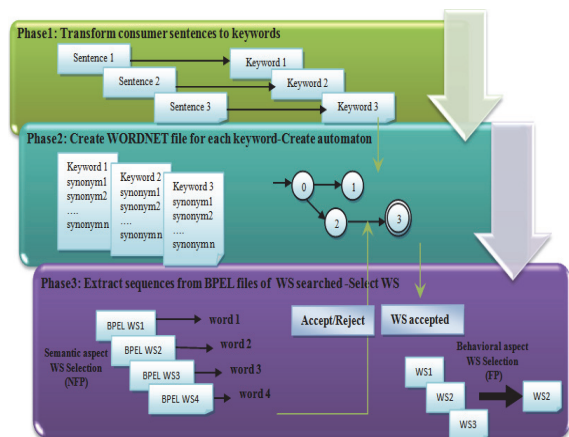 Phase1: Transform consumer sentences to keywords
Sentence 1
Keyword 1
Sentence 2
Keyword 2
Sentence 3
Keyword 3
Phase2: Create WORDNET file for each keyword-Create automaton
Keyword 1
synonym1
synonym2
....
synonymn
Keyword 2
synonym1
synonym2
....
synonymn
Keyword 3
synonym1
synonym2
....
synonymn
0
1
2
3
Phase3: Extract sequences from BPEL files of WS searched -Select WS
BPEL WS1
word 1
BPEL WS2
word 2
BPEL WS3
word 3
BPEL WS4
word 4
Semantic aspect
WS Selection
(NFP)
Accept/Reject
WS accepted
Behavioral aspect
WS Selection
(FP)
WS1
WS2
WS3
WS2